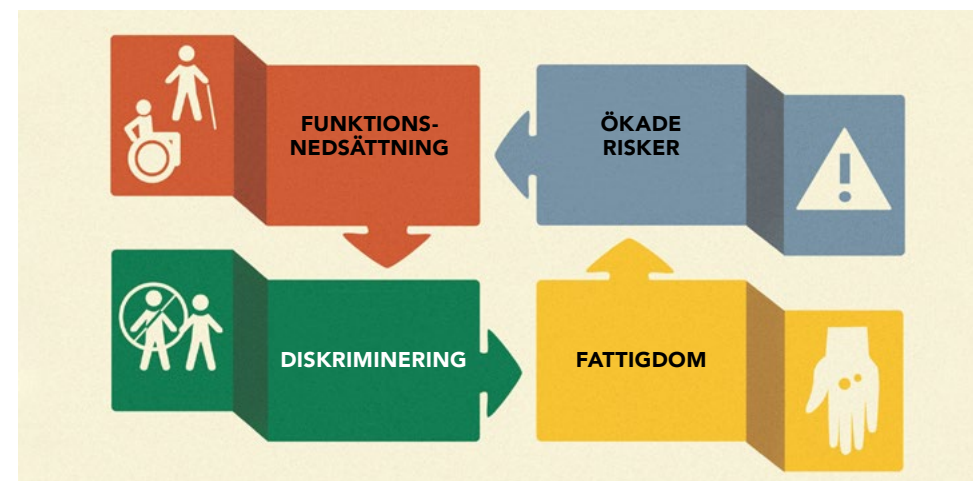 FUNKTIONS-
NEDSÄTTNING
ÖKADE
RISKER
DISKRIMINERING
FATTIGDOM